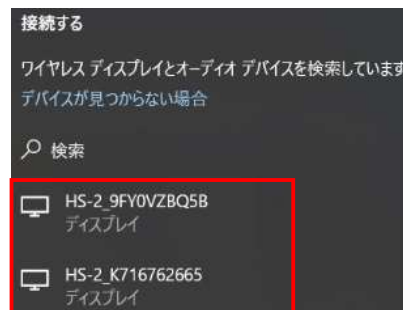 接続する
ワイヤレス ディスプレイとオーディオ デバイスを検索しています
デバイスが見つからない場合
検索
HS-2_9FY0VZBQ5B
ディスプレイ
HS-2_K716762665
ディスプレイ